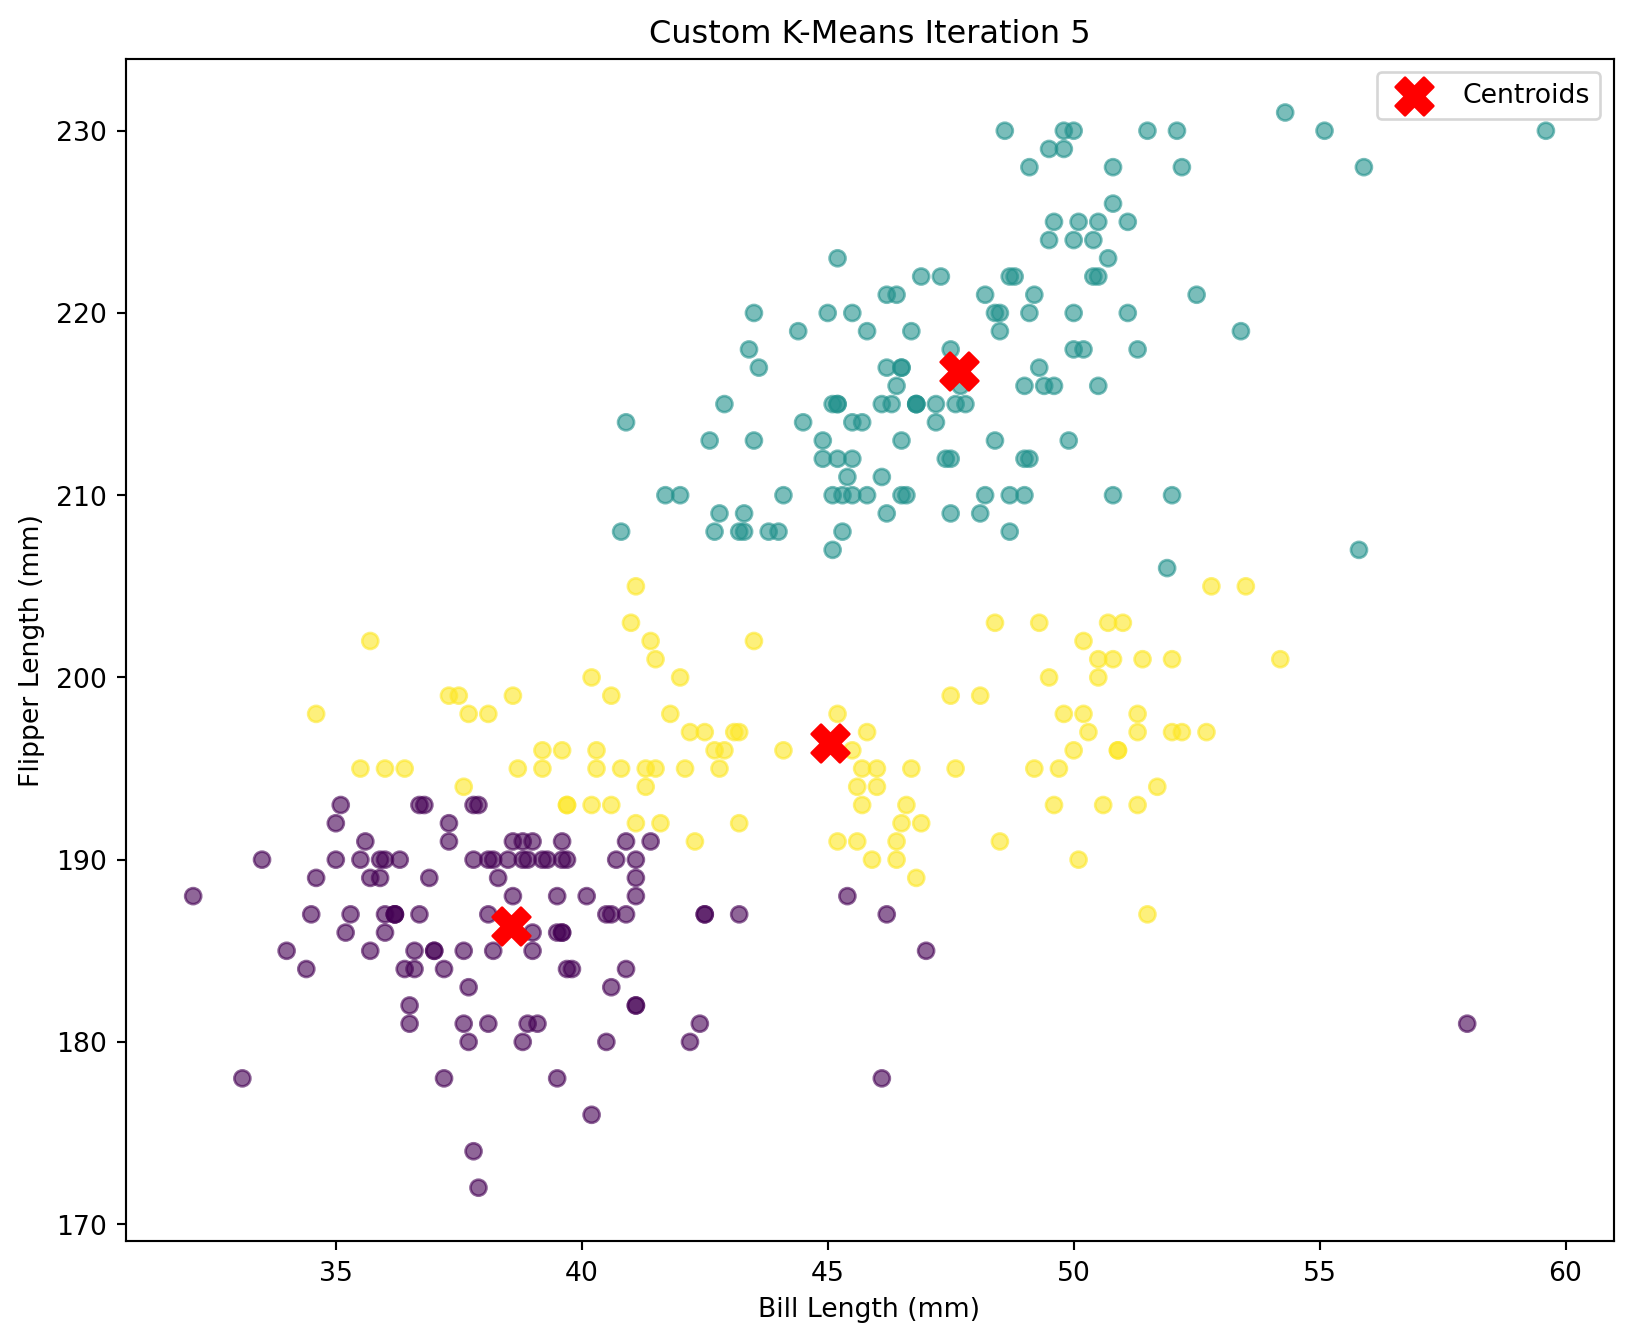 Custom K-Means Iteration 5
Centroids
230
220
210
200
190
180
170
Flipper Length (mm)
35 40 45 50 55 60
Bill Length (mm)